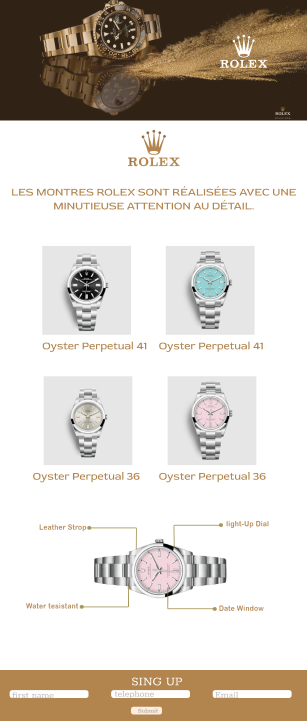 ROLEX
ROLEX
ROLEX
LES MONTRES ROLEX SONT RÉALISÉES AVEC UNE
MINUTIEUSE ATTENTION AU DÉTAIL.
Oyster Perpetual 41
Oyster Perpetual 41
Oyster Perpetual 36
Oyster Perpetual 36
Leather Strop
light-Up Dial
Water tesistant
Date Window
SING UP
first name
telephone
Email
Submit